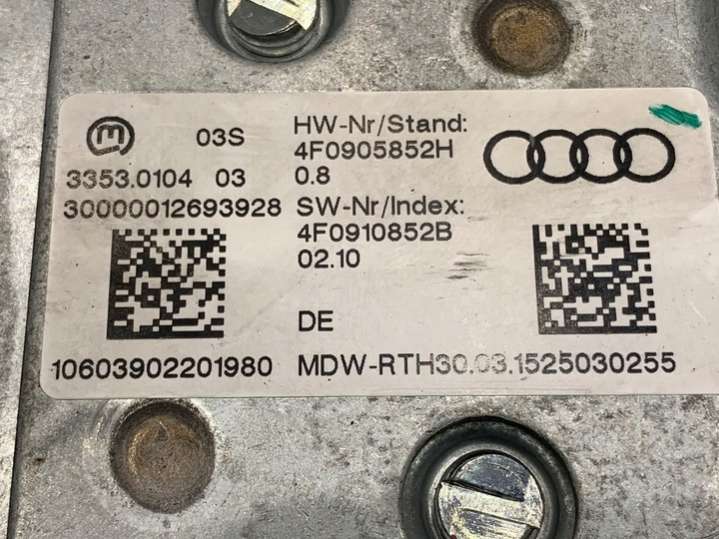 m 03S
3353.0104 03
30000012693928
10603902201980
HW-Nr/Stand:
4F0905852H
0.8
SW-Nr/Index:
4F0910852B
02.10
DE
MDW-RTH30.03.1525030255